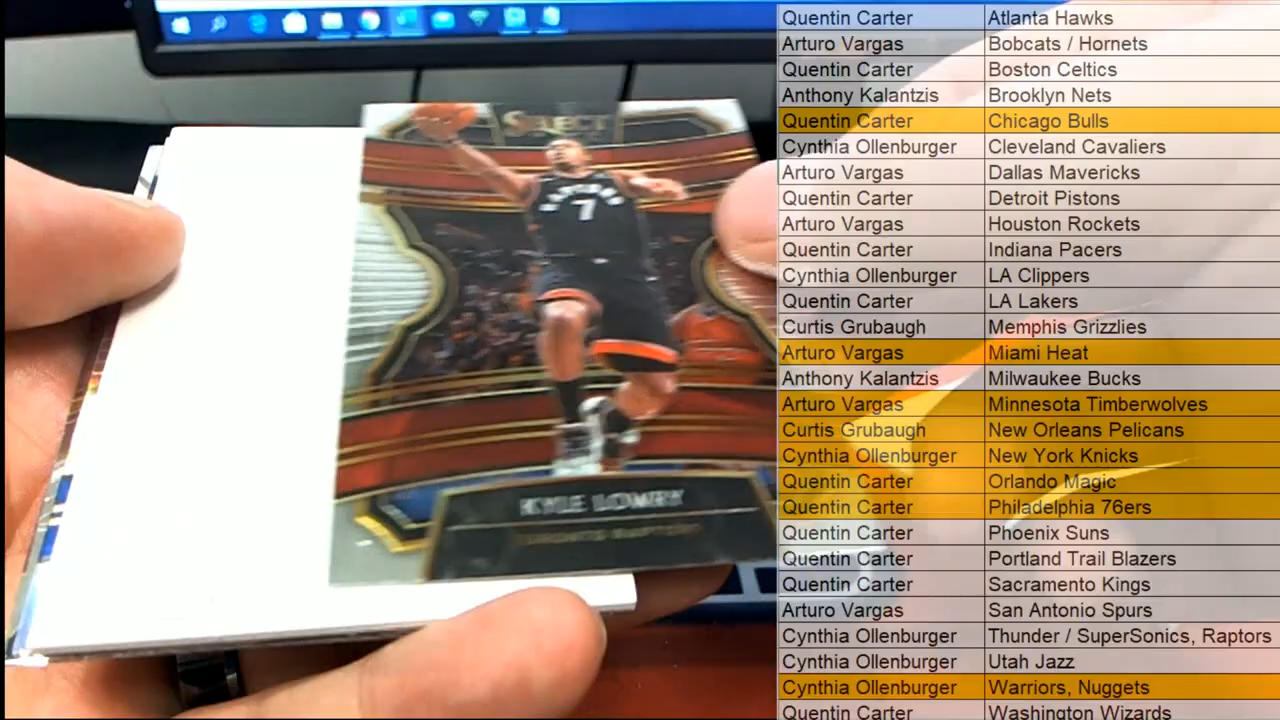 SELECT
7
KYLE LOWRY
Quentin Carter Atlanta Hawks
Arturo Vargas Bobcats / Hornets
Quentin Carter Boston Celtics
Anthony Kalantzis Brooklyn Nets
Quentin Carter Chicago Bulls
Cynthia Ollenburger Cleveland Cavaliers
Arturo Vargas Dallas Mavericks
Quentin Carter Detroit Pistons
Arturo Vargas Houston Rockets
Quentin Carter Indiana Pacers
Cynthia Ollenburger LA Clippers
Quentin Carter LA Lakers
Curtis Grubaugh Memphis Grizzlies
Arturo Vargas Miami Heat
Anthony Kalantzis Milwaukee Bucks
Arturo Vargas Minnesota Timberwolves
Curtis Grubaugh New Orleans Pelicans
Cynthia Ollenburger New York Knicks
Quentin Carter Orlando Magic
Quentin Carter Philadelphia 76ers
Quentin Carter Phoenix Suns
Quentin Carter Portland Trail Blazers
Quentin Carter Sacramento Kings
Arturo Vargas San Antonio Spurs
Cynthia Ollenburger Thunder / SuperSonics, Raptors
Cynthia Ollenburger Utah Jazz
Cynthia Ollenburger Warriors, Nuggets
Quentin Carter Washington Wizards